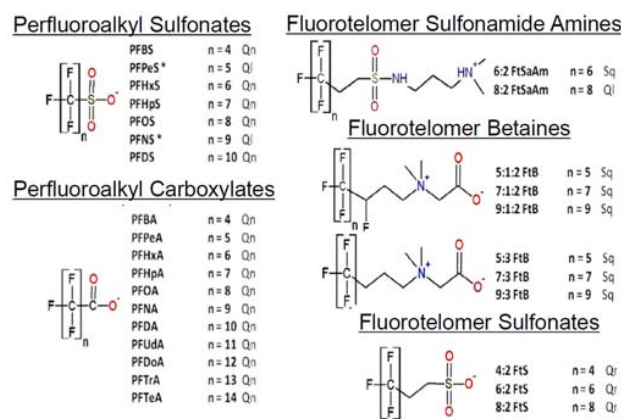 Perfluoroalkyl Sulfonates
PFBS n = 4 Qn
PFPeS * n = 5 Ql
PFHxS n = 6 Qn
PFHpS n = 7 Qn
PFOS n = 8 Qn
PFNS * n = 9 Ql
PFDS n = 10 Qn
F
F C S O-
F
O
O
n
Perfluoroalkyl Carboxylates
PFBA n = 4 Qn
PFPeA n = 5 Qn
PFHxA n = 6 Qn
PFHpA n = 7 Qn
PFOA n = 8 Qn
PFNA n = 9 Qn
PFDA n = 10 Qn
PFUdA n = 11 Qn
PFDoA n = 12 Qn
PFTrA n = 13 Qn
PFTeA n = 14 Qn
F O
F C C O-
F
n
Fluorotelomer Sulfonamide Amines
F O
F C S NH HN+
F O
n
6:2 FtSaAm n = 6 Sq
8:2 FtSaAm n = 8 Ql
Fluorotelomer Betaines
F O
F C N+ O-
F F
n
5:1:2 FtB n = 5 Sq
7:1:2 FtB n = 7 Sq
9:1:2 FtB n = 9 Sq
F O
F C N+ O-
F
5:3 FtB n = 5 Sq
7:3 FtB n = 7 Sq
9:3 FtB n = 9 Sq
Fluorotelomer Sulfonates
F O
F C S O-
F O
n
4:2 FtS n = 4 Qr
6:2 FtS n = 6 Qr
8:2 FtS n = 8 Qr